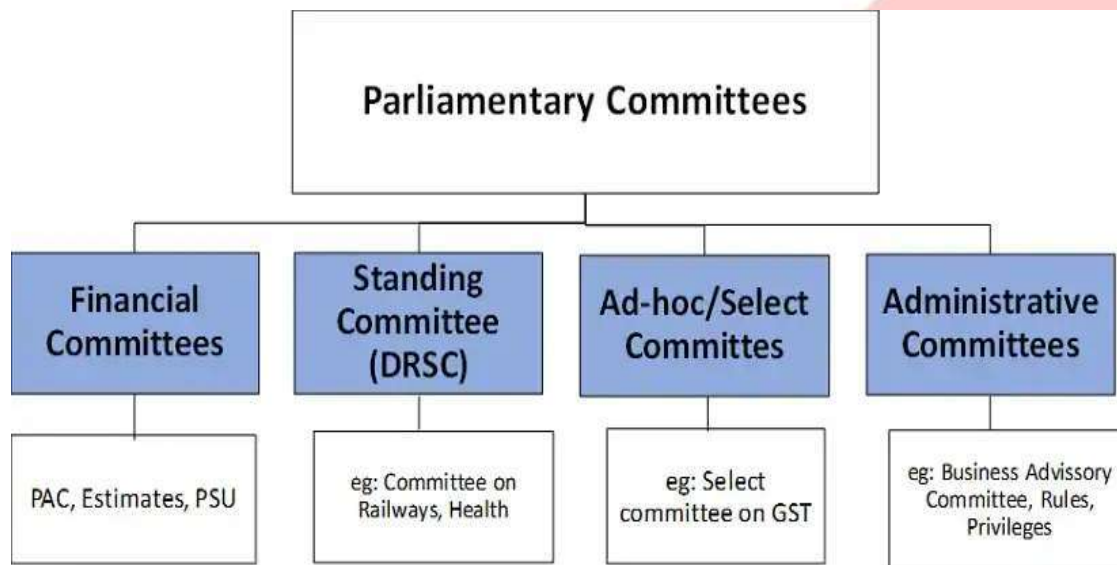 Parliamentary Committees
Financial
Committees
Standing
Committee
(DRSC)
Ad-hoc/Select
Committes
Administrative
Committees
PAC, Estimates, PSU
eg: Committee on
Railways, Health
eg: Select
committee on GST
eg: Business Advissory
Committee, Rules,
Privileges